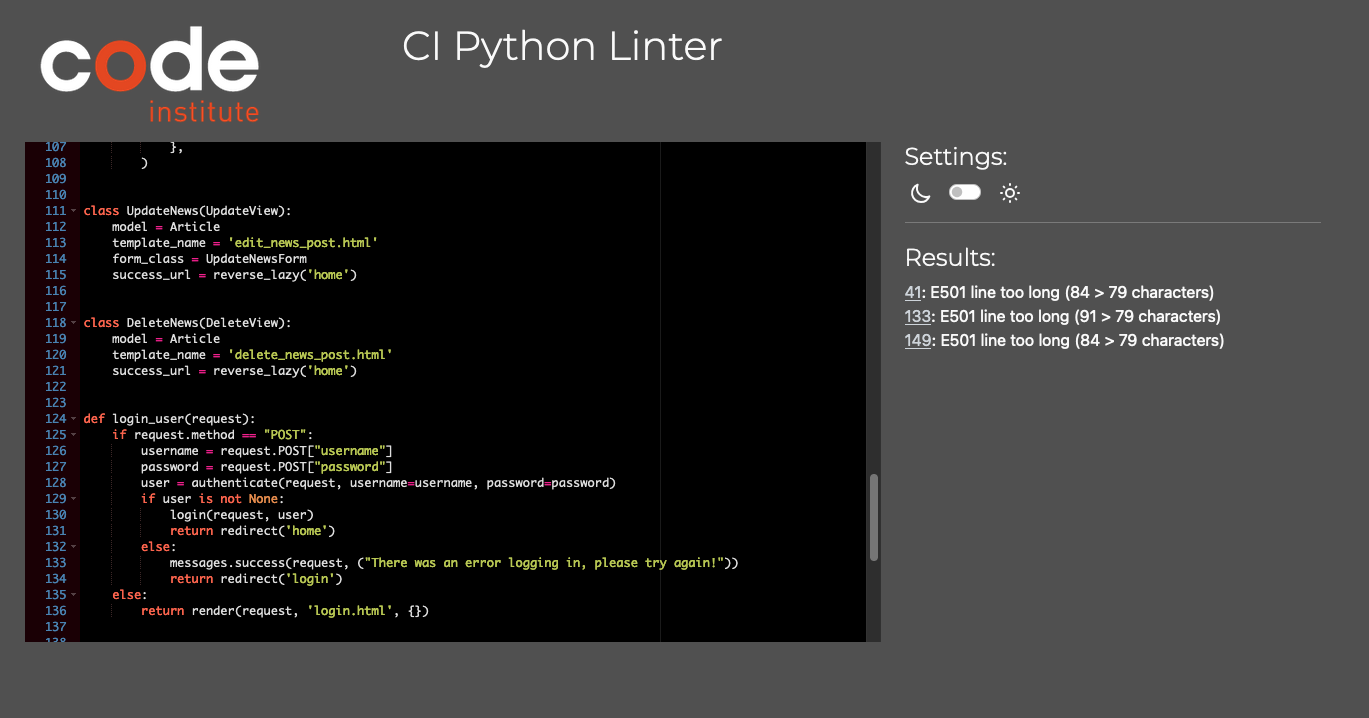 code
institute
CI Python Linter
107 },
108 )
109
110
111 class UpdateNews(UpdateView):
112 model = Article
113 template_name = 'edit_news_post.html'
114 form_class = UpdateNewsForm
115 success_url = reverse_lazy('home')
116
117
118 class DeleteNews(DeleteView):
119 model = Article
120 template_name = 'delete_news_post.html'
121 success_url = reverse_lazy('home')
122
123
124 def login_user(request):
125 if request.method == "POST":
126 username = request.POST["username"]
127 password = request.POST["password"]
128 user = authenticate(request, username=username, password=password)
129 if user is not None:
130 login(request, user)
131 return redirect('home')
132 else:
133 messages.success(request, ("There was an error logging in, please try again!"))
134 return redirect('login')
135 else:
136 return render(request, 'login.html', {})
137
138
Settings:
Results:
41: E501 line too long (84 > 79 characters)
133: E501 line too long (91 > 79 characters)
149: E501 line too long (84 > 79 characters)